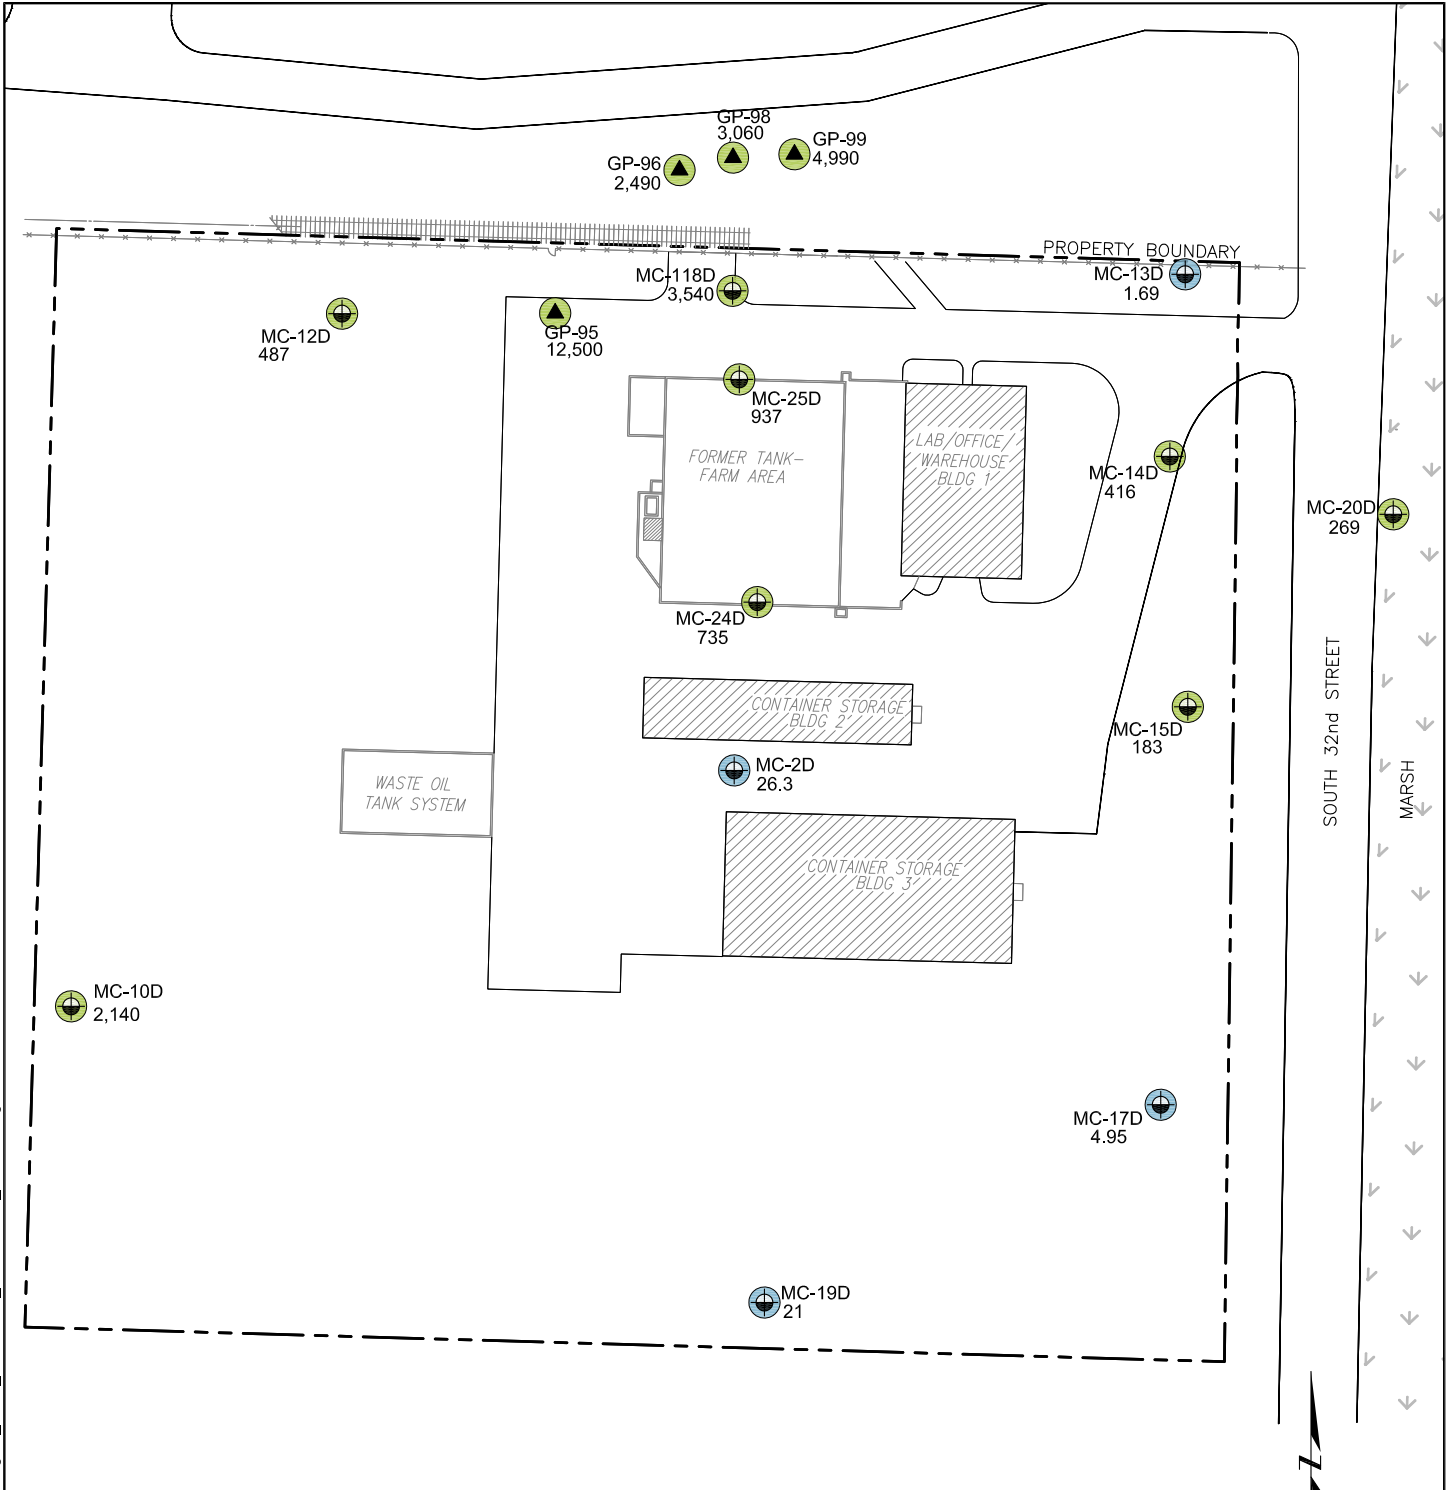 GP-98
3,060
GP-99
4,990
GP-96
2,490
PROPERTY BOUNDARY
MC-13D
1.69
MC-118D
3,540
MC-12D
487
GP-95
12,500
MC-25D
937
FORMER TANK-
FARM AREA
LAB/OFFICE/
WAREHOUSE
BLDG 1
MC-14D
416
MC-20D
269
MC-24D
735
CONTAINER STORAGE
BLDG 2
MC-15D
183
MC-2D
26.3
WASTE OIL
TANK SYSTEM
SOUTH 32nd STREET
MARSH
CONTAINER STORAGE
BLDG 3
MC-10D
2,140
MC-17D
4.95
MC-19D
21
N